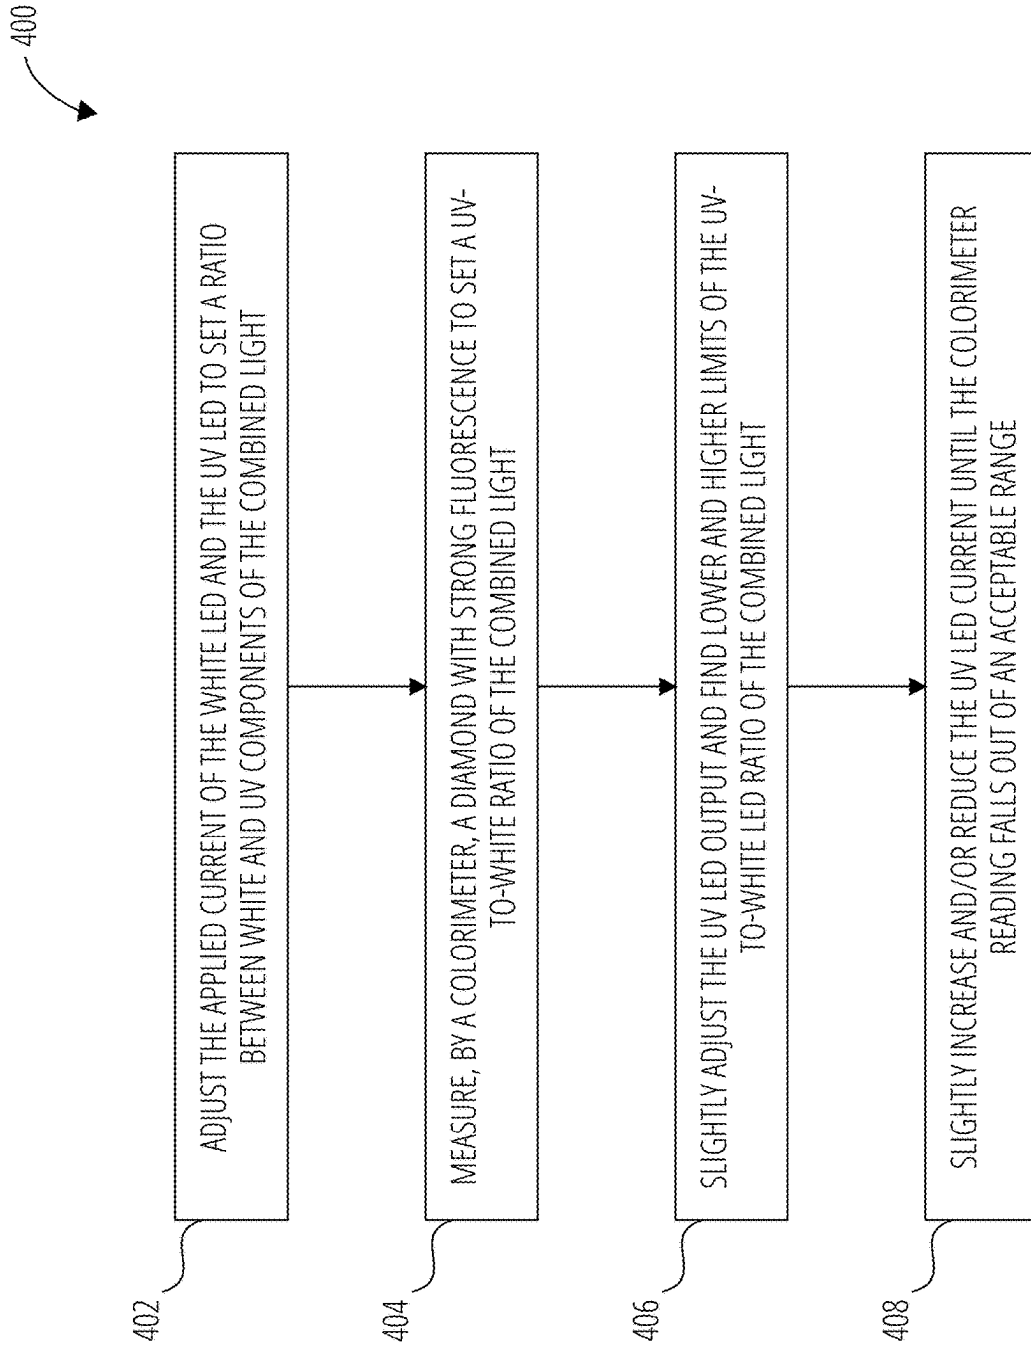 400
402
ADJUST THE APPLIED CURRENT OF THE WHITE LED AND THE UV LED TO SET A RATIO
BETWEEN WHITE AND UV COMPONENTS OF THE COMBINED LIGHT
404
MEASURE, BY A COLORIMETER, A DIAMOND WITH STRONG FLUORESCENCE TO SET A UV-
TO-WHITE RATIO OF THE COMBINED LIGHT
406
SLIGHTLY ADJUST THE UV LED OUTPUT AND FIND LOWER AND HIGHER LIMITS OF THE UV-
TO-WHITE LED RATIO OF THE COMBINED LIGHT
408
SLIGHTLY INCREASE AND/OR REDUCE THE UV LED CURRENT UNTIL THE COLORIMETER
READING FALLS OUT OF AN ACCEPTABLE RANGE